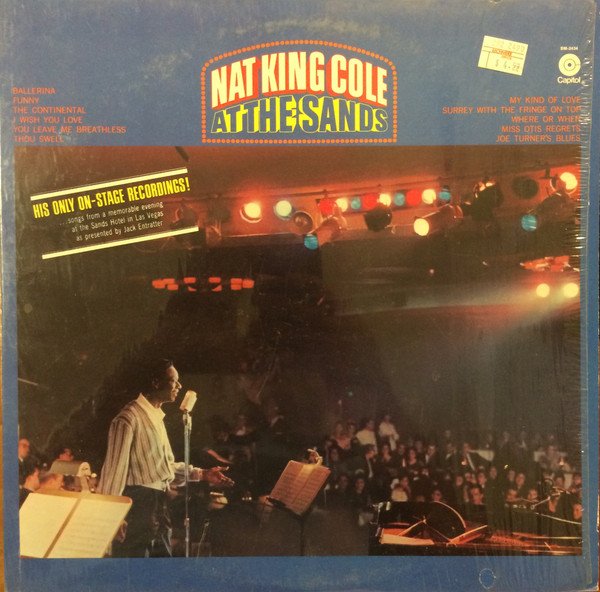 NAT KING COLE
AT THE SANDS
SM-2434
Capitol
BALLERINA
FUNNY
THE CONTINENTAL
I WISH YOU LOVE
YOU LEAVE ME BREATHLESS
THOU SWELL
MY KIND OF LOVE
SURREY WITH THE FRINGE ON TOP
WHERE OR WHEN
MISS OTIS REGRETS
JOE TURNER'S BLUES
HIS ONLY ON-STAGE RECORDINGS!
songs from a memorable evening
at the Sands Hotel in Las Vegas
as presented by Jack Entratter